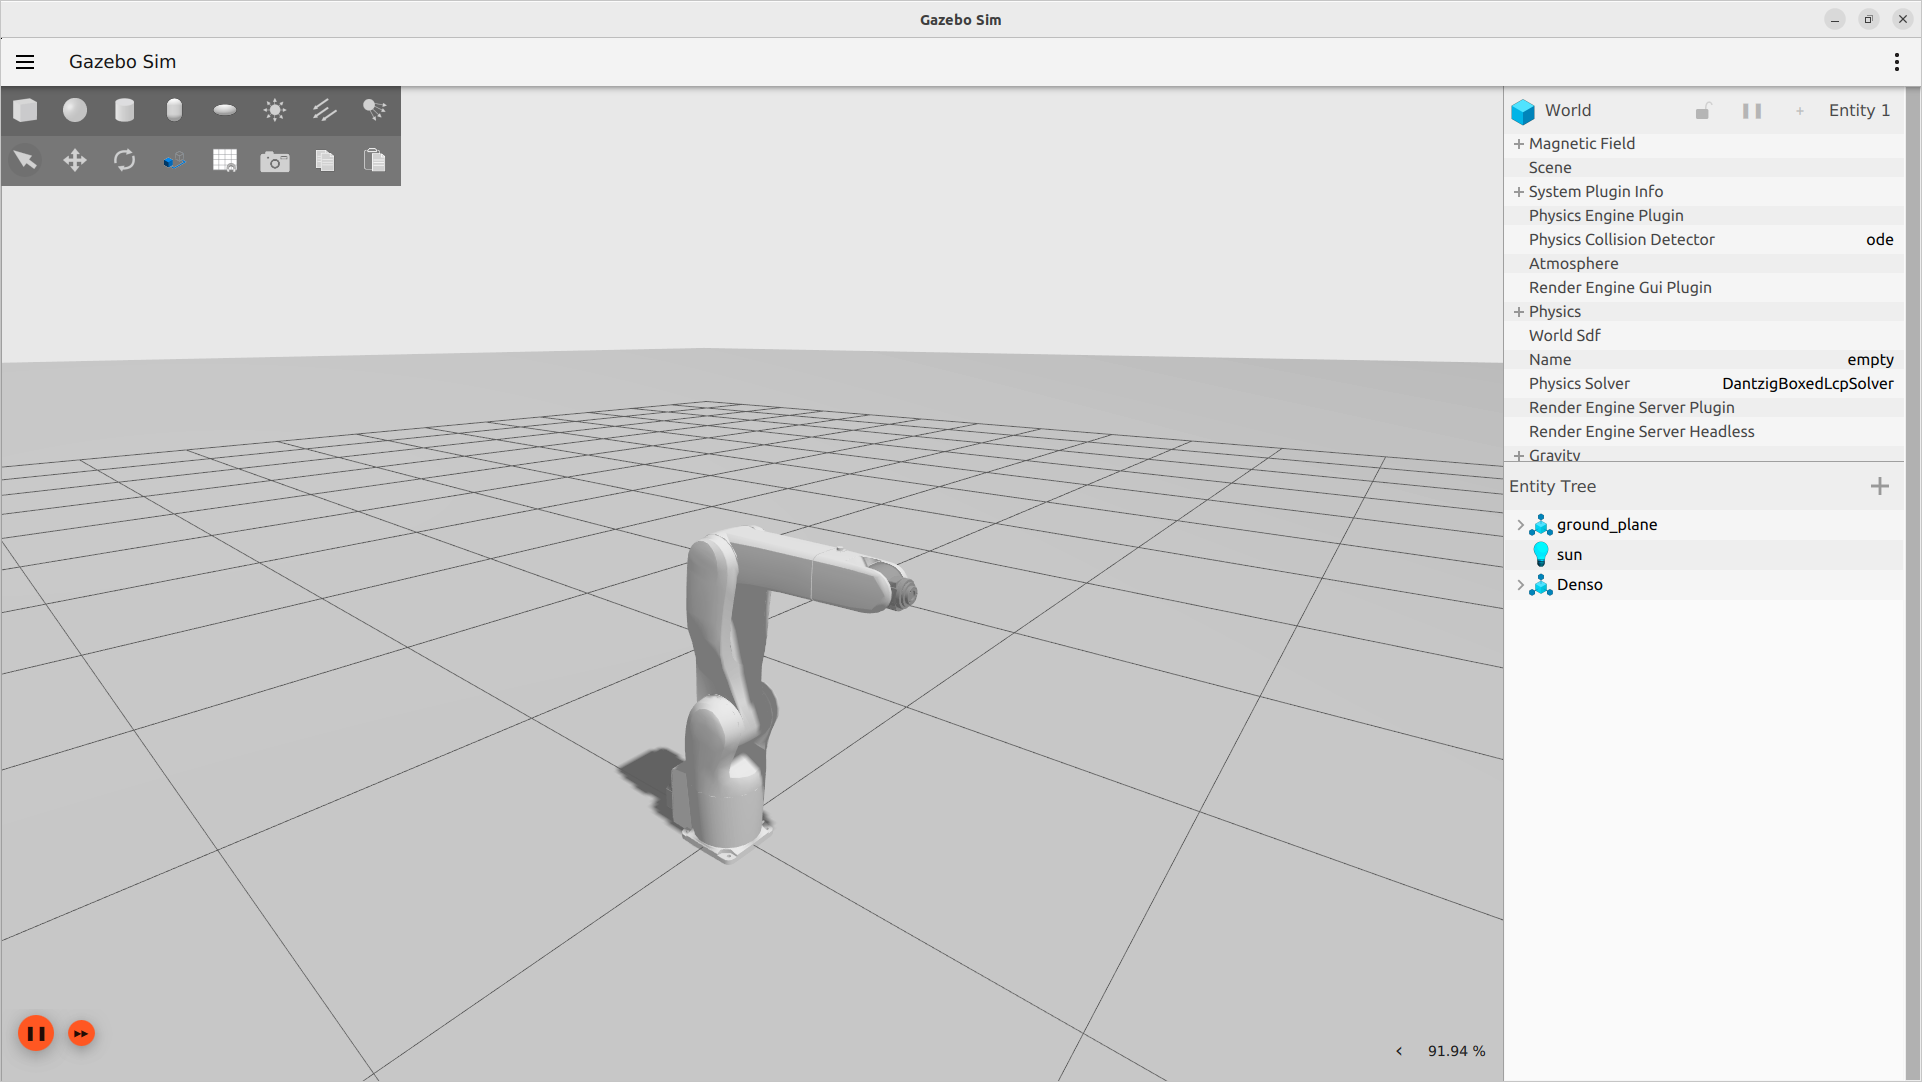 Gazebo Sim
Gazebo Sim
World Entity 1
Magnetic Field
Scene
System Plugin Info
Physics Engine Plugin
Physics Collision Detector ode
Atmosphere
Render Engine Gui Plugin
Physics
World Sdf
Name empty
Physics Solver DantzigBoxedLcpSolver
Render Engine Server Plugin
Render Engine Server Headless
Gravity
Entity Tree
ground_plane
sun
Denso
91.94 %